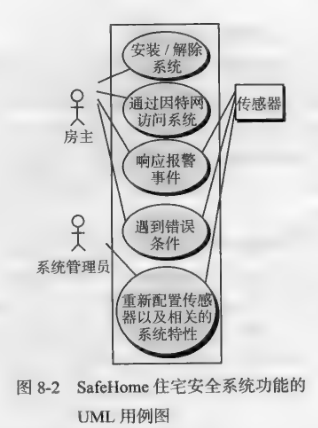 安装/解除
系统
通过因特网
访问系统
传感器
房主
响应报警
事件
遇到错误
条件
系统管理员
重新配置传感
器以及相关的
系统特性
图 8-2 SafeHome 住宅安全系统功能的
UML 用例图